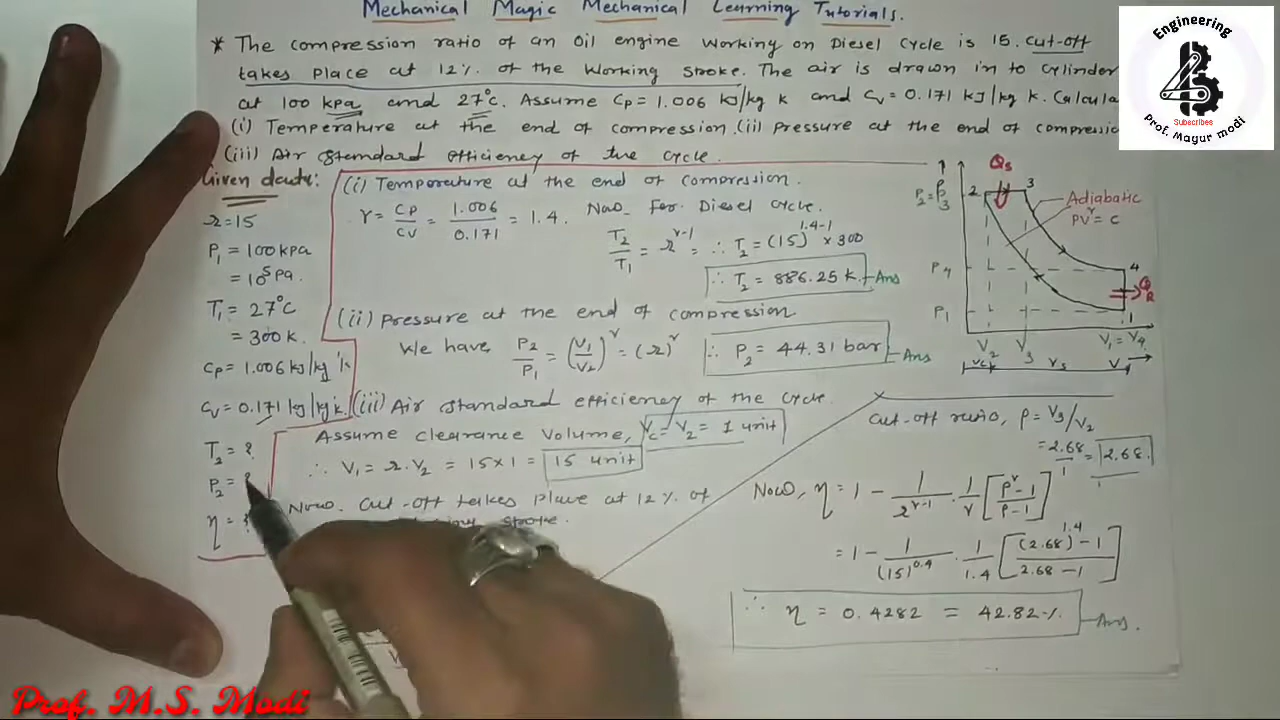 Mechanical Magic Mechanical Learning Tutorials.
* The compression ratio of an oil engine working on Diesel cycle is 15. Cut-off
takes place at 12% of the working stroke. The air is drawn in to cylinder
at 100 kpa and 27°c. Assume Cp = 1.006 kJ/kg k and Cv = 0.171 kJ/kg k. Calcula
(i) Temperature at the end of compression. (ii) pressure at the end of compressio
(iii) Air standard efficiency of the cycle.
Given data:
r = 15
P1 = 100 kpa
= 10^5 Pa.
T1 = 27°C
= 300 k.
Cp = 1.006 kJ/kg k
Cv = 0.171 kg/kg k.
T2 = ?
P2 = ?
η = ?
(i) Temperature at the end of compression.
γ = Cp/Cv = 1.006/0.171 = 1.4. Now For Diesel cycle.
T2/T1 = r^γ-1 = ∴ T2 = (15)^1.4-1 × 300
∴ T2 = 886.25 k. Ans
(ii) Pressure at the end of compression
We have, P2/P1 = (V1/V2)^γ = (r)^γ ∴ P2 = 44.31 bar Ans
(iii) Air standard efficiency of the cycle.
Assume clearance volume, Vc = V2 = 1 unit
∴ V1 = r.V2 = 15×1 = 15 unit
Now. Cut-off takes place at 12% of
stroke.
Qs
P2 = P3
2
3
Adiabatic
PV^γ = C
P4
4
QR
P1
1
V2
V3
V1 = V4
Vc
Vs
V
Cut-off ratio, ρ = V3/V2
= 2.68/1 = 2.68.
Now, η = 1 - 1/r^γ-1 . 1/γ [ρ^γ-1/ρ-1]
= 1 - 1/(15)^0.4 . 1/1.4 [(2.68)^1.4 - 1/2.68-1]
∴ η = 0.4282 = 42.82% Ans.
Engineering
Subscribes
Prof. Mayur modi
Prof. M.S. Modi